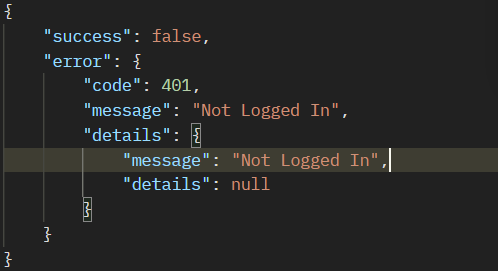 {
    "success": false,
    "error": {
        "code": 401,
        "message": "Not Logged In",
        "details": {
            "message": "Not Logged In",
            "details": null
        }
    }
}